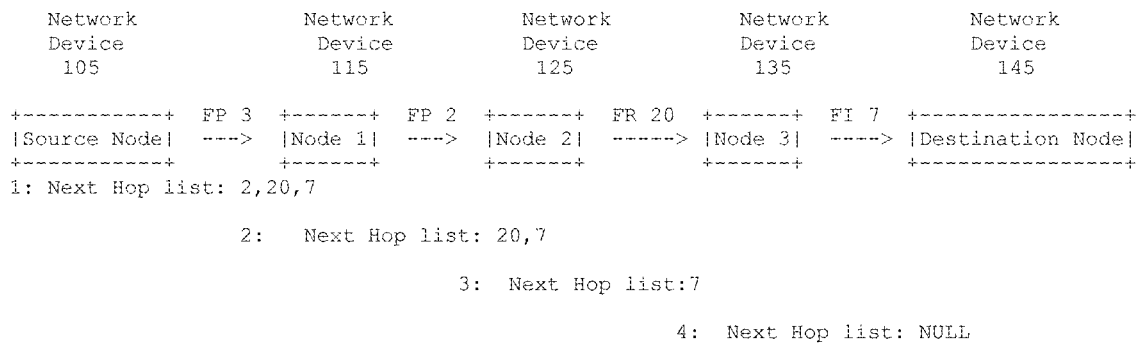 Network Network Network Network Network
Device Device Device Device Device
105 115 125 135 145
FP 3 FP 2 FR 20 FI 7
|Source Node| ----> |Node 1| ----> |Node 2| -----> |Node 3| -----> |Destination Node|
1: Next Hop list: 2,20,7
2: Next Hop list: 20,7
3: Next Hop list:7
4: Next Hop list: NULL